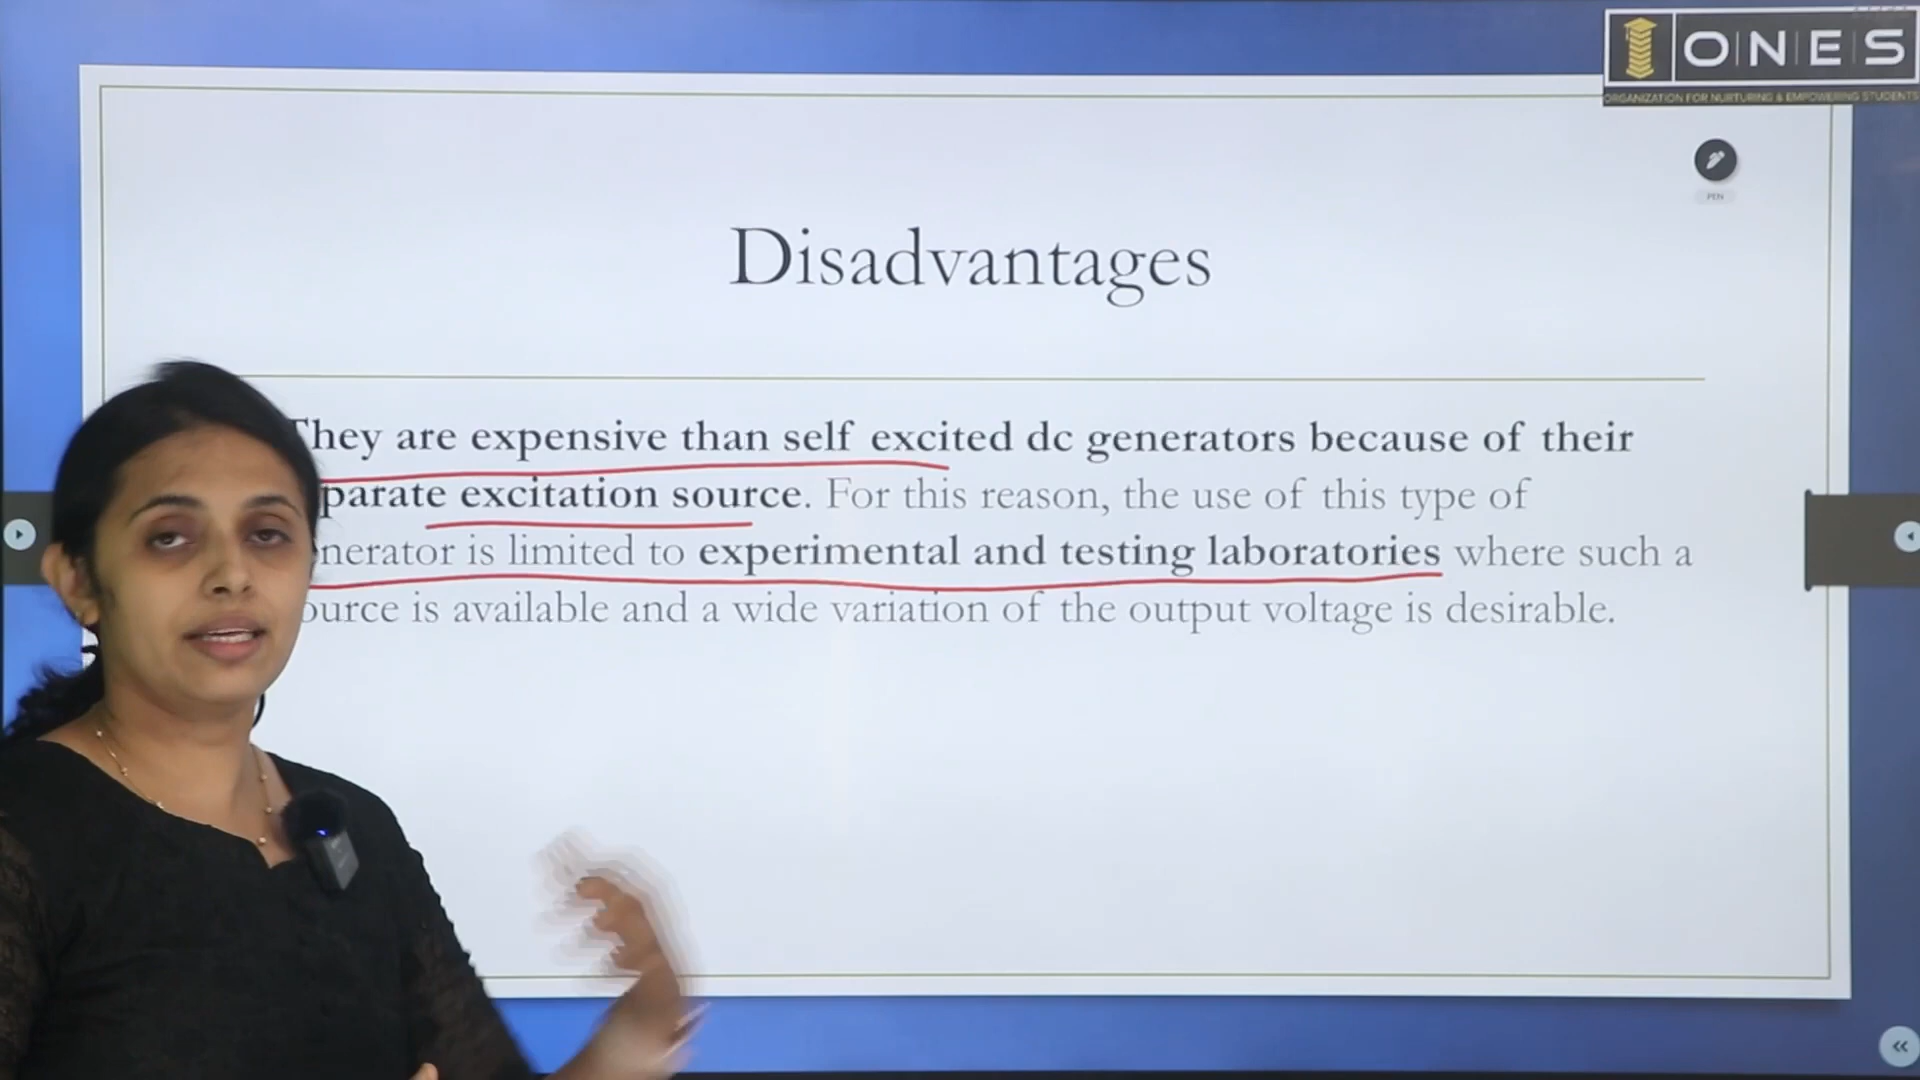 ONES
ORGANIZATION FOR NURTURING & EMPOWERING STUDENTS
PEN
Disadvantages
They are expensive than self excited dc generators because of their
parate excitation source. For this reason, the use of this type of
nerator is limited to experimental and testing laboratories where such a
ource is available and a wide variation of the output voltage is desirable.